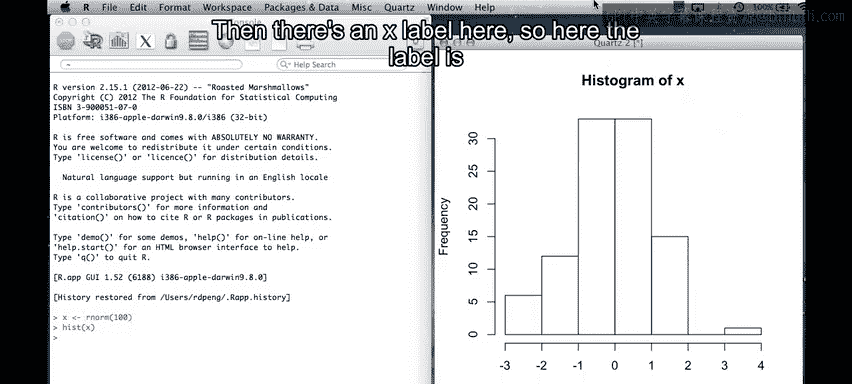 R File Edit Format Workspace Packages & Data Misc Quartz Window Help 100%
Then there's an x label here, so here the
label is
Quartz 2 [*]
Help Search
R version 2.15.1 (2012-06-22) -- "Roasted Marshmallows"
Copyright (C) 2012 The R Foundation for Statistical Computing
ISBN 3-900051-07-0
Platform: i386-apple-darwin9.8.0/i386 (32-bit)
R is free software and comes with ABSOLUTELY NO WARRANTY.
You are welcome to redistribute it under certain conditions.
Type 'license()' or 'licence()' for distribution details.
Natural language support but running in an English locale
R is a collaborative project with many contributors.
Type 'contributors()' for more information and
'citation()' on how to cite R or R packages in publications.
Type 'demo()' for some demos, 'help()' for on-line help, or
'help.start()' for an HTML browser interface to help.
Type 'q()' to quit R.
[R.app GUI 1.52 (6188) i386-apple-darwin9.8.0]
[History restored from /Users/rdpeng/.Rapp.history]
> x <- rnorm(100)
> hist(x)
>
Histogram of x
Frequency
30
25
20
15
10
5
0
-3 -2 -1 0 1 2 3 4